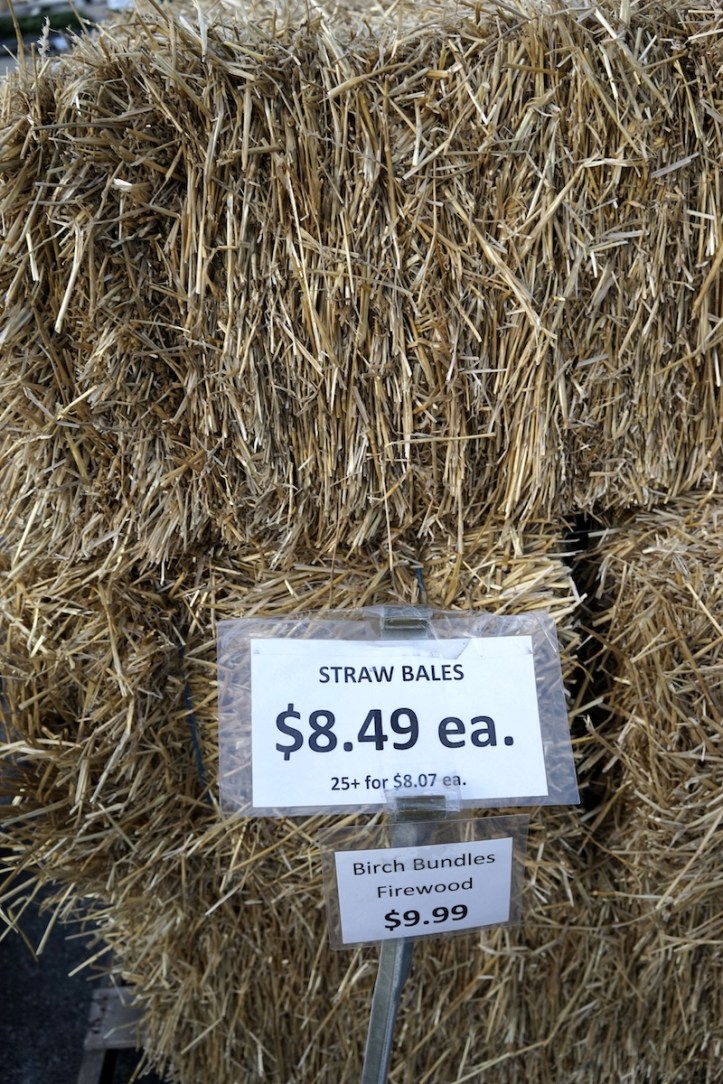 STRAW BALES
$8.49 ea.
25+ for $8.07 ea.
Birch Bundles
Firewood
$9.99